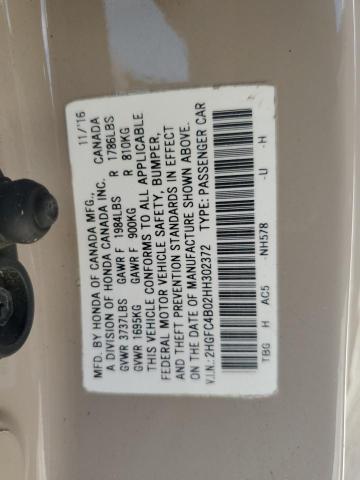 MFD. BY HONDA OF CANADA MFG., 11/'16
A DIVISION OF HONDA CANADA INC. CANADA
GVWR 3737LBS GAWR F 1984LBS R 1786LBS
GVWR 1695KG GAWR F 900KG R 810KG
THIS VEHICLE CONFORMS TO ALL APPLICABLE
FEDERAL MOTOR VEHICLE SAFETY, BUMPER,
AND THEFT PREVENTION STANDARDS IN EFFECT
ON THE DATE OF MANUFACTURE SHOWN ABOVE.
V.I.N.: 2HGFC4B02HH302372 TYPE: PASSENGER CAR
TBG H AC5 -NH578 -U -H